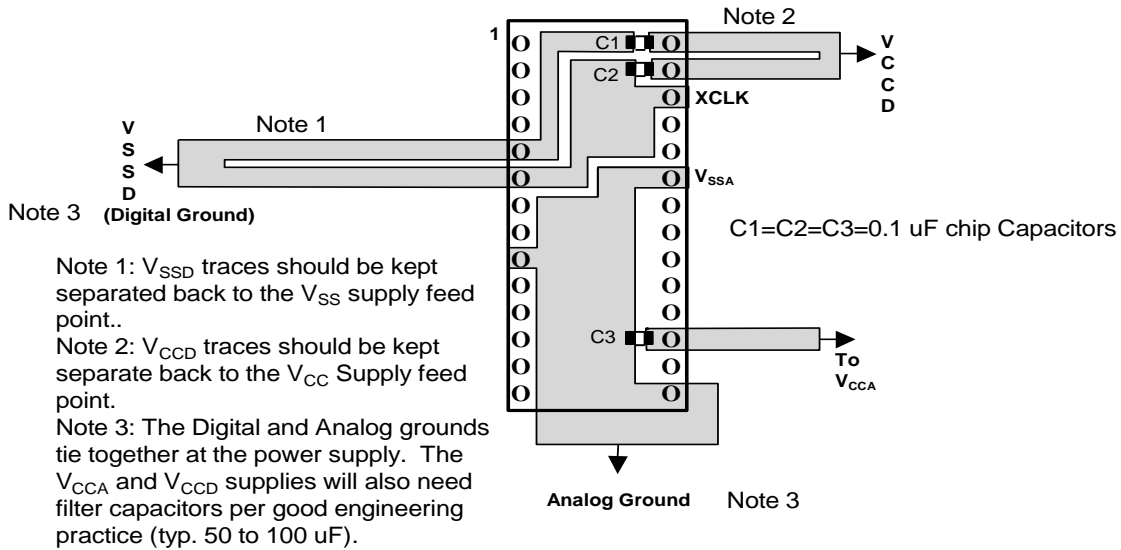 Note 2
1
C1
C2
VCCD
XCLK
Note 1
VSSD
VSSA
Note 3 (Digital Ground)
C1=C2=C3=0.1 uF chip Capacitors
Note 1: VSSD traces should be kept
separated back to the VSS supply feed
point..
Note 2: VCCD traces should be kept
separate back to the VCC Supply feed
point.
Note 3: The Digital and Analog grounds
tie together at the power supply. The
VCCA and VCCD supplies will also need
filter capacitors per good engineering
practice (typ. 50 to 100 uF).
C3
To
VCCA
Analog Ground
Note 3